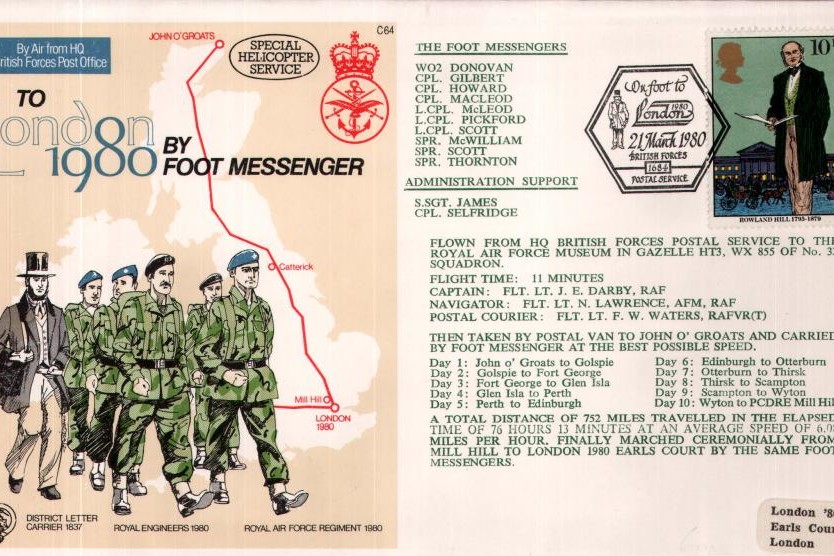 C64
By Air from HQ
British Forces Post Office
TO
London
1980
BY
FOOT MESSENGER
JOHN O'GROATS
SPECIAL
HELICOPTER
SERVICE
Catterick
Mill Hill
LONDON
1980
DISTRICT LETTER
CARRIER 1837
ROYAL ENGINEERS 1980
ROYAL AIR FORCE REGIMENT 1980
THE FOOT MESSENGERS
WO2 DONOVAN
CPL. GILBERT
CPL. HOWARD
CPL. MACLEOD
L.CPL. McLEOD
L.CPL. PICKFORD
L.CPL. SCOTT
SPR. McWILLIAM
SPR. SCOTT
SPR. THORNTON
ADMINISTRATION SUPPORT
S.SGT. JAMES
CPL. SELFRIDGE
On foot to
London 1980
21 March 1980
BRITISH FORCES
1684
POSTAL SERVICE
10
ROWLAND HILL 1795-1879
FLOWN FROM HQ BRITISH FORCES POSTAL SERVICE TO THE
ROYAL AIR FORCE MUSEUM IN GAZELLE HT3, WX 855 OF No.
SQUADRON.
FLIGHT TIME: 11 MINUTES
CAPTAIN: FLT. LT. J. E. DARBY, RAF
NAVIGATOR: FLT. LT. N. LAWRENCE, AFM, RAF
POSTAL COURIER: FLT. LT. F. W. WATERS, RAFVR(T)
THEN TAKEN BY POSTAL VAN TO JOHN O' GROATS AND CARRIED
BY FOOT MESSENGER AT THE BEST POSSIBLE SPEED.
Day 1: John o' Groats to Golspie
Day 2: Golspie to Fort George
Day 3: Fort George to Glen Isla
Day 4: Glen Isla to Perth
Day 5: Perth to Edinburgh
Day 6: Edinburgh to Otterburn
Day 7: Otterburn to Thirsk
Day 8: Thirsk to Scampton
Day 9: Scampton to Wyton
Day 10: Wyton to PCDRE Mill Hill
A TOTAL DISTANCE OF 752 MILES TRAVELLED IN THE ELAPSED
TIME OF 76 HOURS 13 MINUTES AT AN AVERAGE SPEED OF
MILES PER HOUR. FINALLY MARCHED CEREMONIALLY FROM
MILL HILL TO LONDON 1980 EARLS COURT BY THE SAME FOOT
MESSENGERS.
London '80
Earls Cour
London